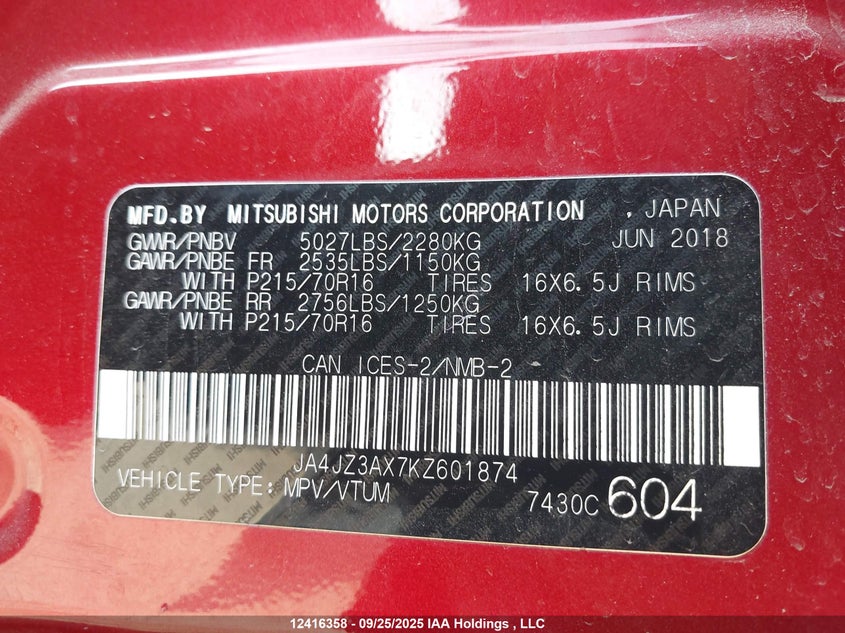 MFD.BY MITSUBISHI MOTORS CORPORATION , JAPAN
GWWR/PNBV 5027LBS/2280KG JUN 2018
GAWR/PNBE FR 2535LBS/1150KG
WITH P215/70R16 TIRES 16X6.5J RIMS
GAWR/PNBE RR 2756LBS/1250KG
WITH P215/70R16 TIRES 16X6.5J RIMS
CAN ICES-2/NMB-2
JA4JZ3AX7KZ601874
VEHICLE TYPE:MPV/VTUM 7430C 604
12416358 - 09/25/2025 IAA Holdings , LLC